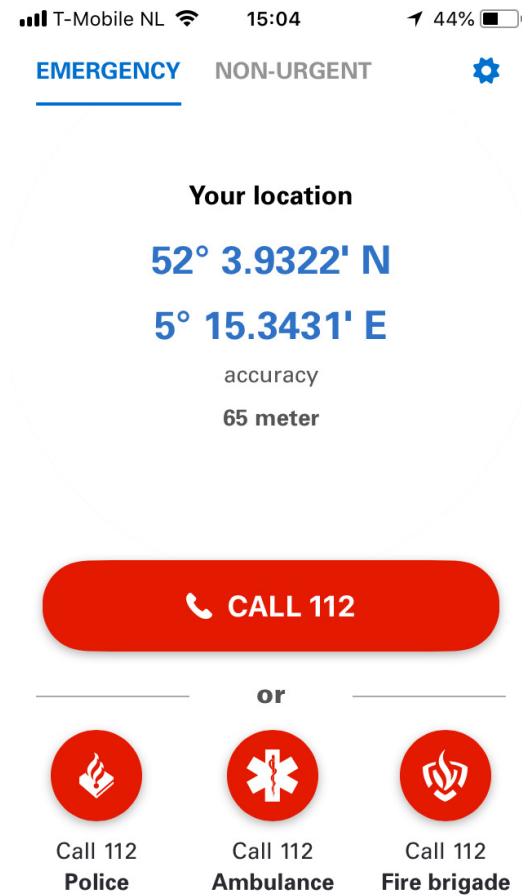 T-Mobile NL 15:04 44%
EMERGENCY NON-URGENT
Your location
52° 3.9322' N
5° 15.3431' E
accuracy
65 meter
CALL 112
or
Call 112 Call 112 Call 112
Police Ambulance Fire brigade